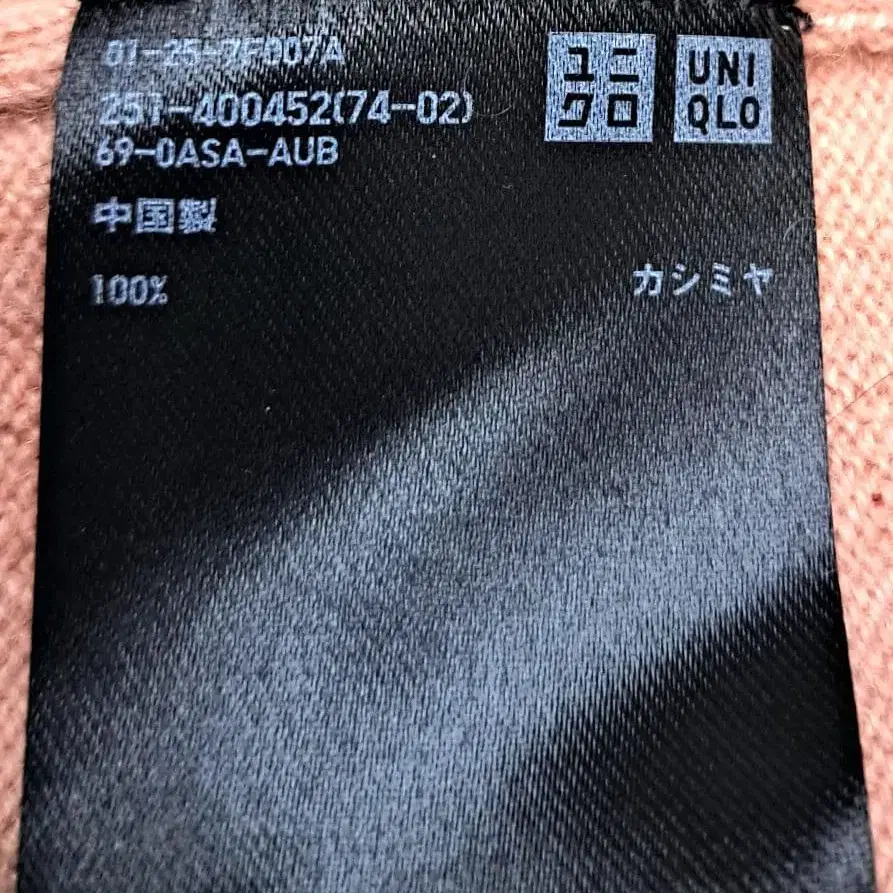 01-25-7F007A
251-400452(74-02)
69-0ASA-AUB
中国製
100% カシミヤ
ユニ
クロ
UNI
QLO